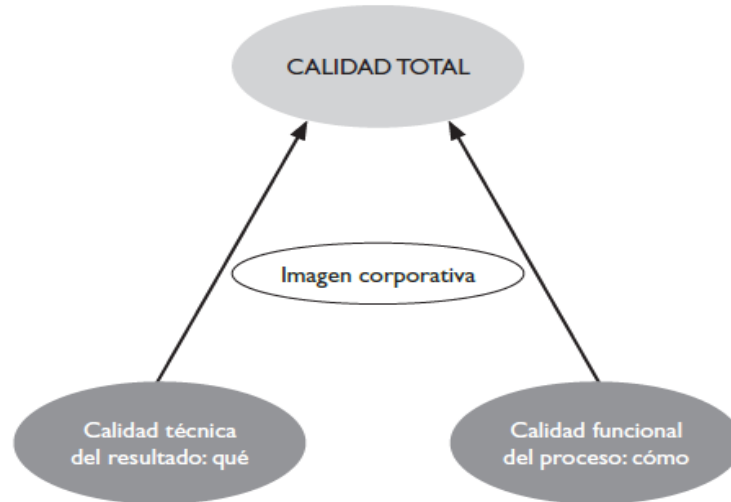 CALIDAD TOTAL
Imagen corporativa
Calidad técnica
del resultado: qué
Calidad funcional
del proceso: cómo